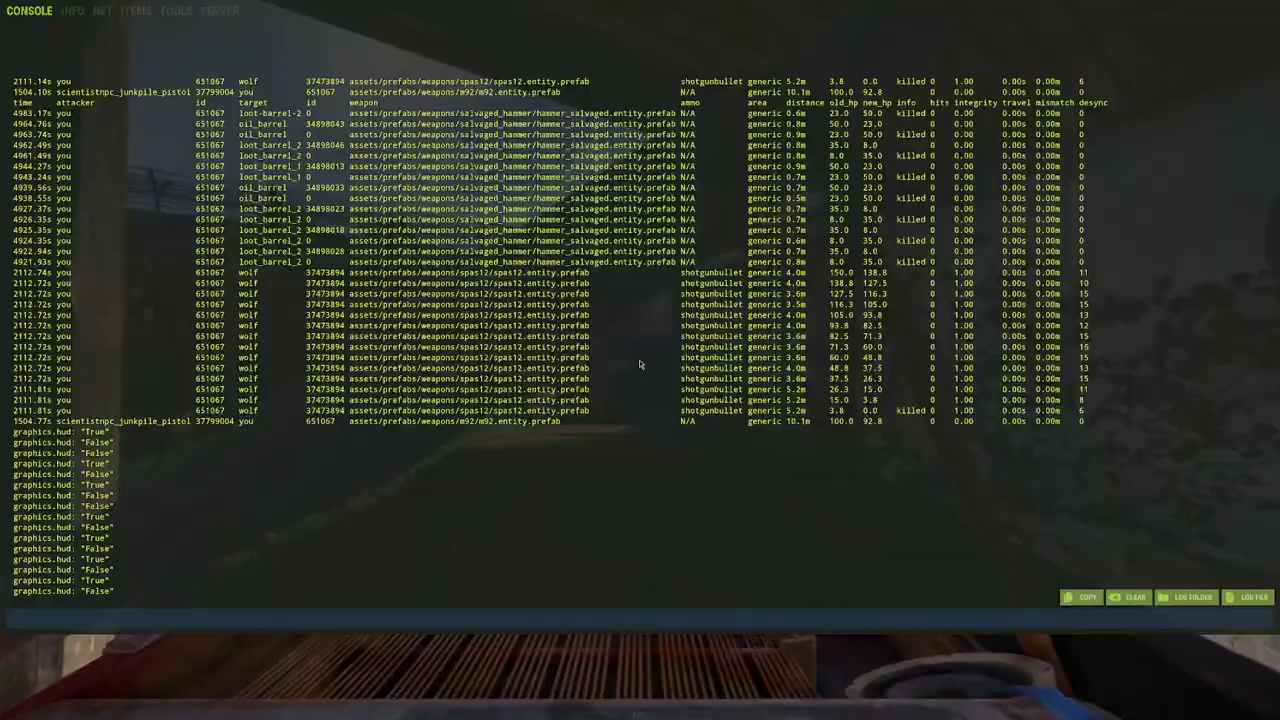 CONSOLE INFO NET ITEMS TOOLS SERVER
2111.14s you 651067 wolf 37473894 assets/prefabs/weapons/spas12/spas12.entity.prefab shotgunbullet generic 5.2m 3.8 0.0 killed 0 1.00 0.00s 0.00m 6
1504.10s scientistnpc_junkpile_pistol 37799004 you 651067 assets/prefabs/weapons/m92/m92.entity.prefab N/A generic 10.1m 100.0 92.8 0 1.00 0.00s 0.00m 0
time attacker id target id weapon ammo area distance old_hp new_hp info hits integrity travel mismatch desync
4983.17s you 651067 loot-barrel-2 0 assets/prefabs/weapons/salvaged_hammer/hammer_salvaged.entity.prefab N/A generic 0.6m 23.0 50.0 killed 0 1.00 0.00s 0.00m 0
4964.76s you 651067 oil_barrel 34898043 assets/prefabs/weapons/salvaged_hammer/hammer_salvaged.entity.prefab N/A generic 0.8m 50.0 23.0 0 1.00 0.00s 0.00m 0
4963.74s you 651067 oil_barrel 0 assets/prefabs/weapons/salvaged_hammer/hammer_salvaged.entity.prefab N/A generic 0.9m 23.0 50.0 killed 0 1.00 0.00s 0.00m 0
4962.49s you 651067 loot_barrel_2 34898046 assets/prefabs/weapons/salvaged_hammer/hammer_salvaged.entity.prefab N/A generic 0.8m 35.0 8.0 0 1.00 0.00s 0.00m 0
4961.49s you 651067 loot_barrel_2 0 assets/prefabs/weapons/salvaged_hammer/hammer_salvaged.entity.prefab N/A generic 0.8m 8.0 35.0 killed 0 1.00 0.00s 0.00m 0
4944.27s you 651067 loot_barrel_1 34898013 assets/prefabs/weapons/salvaged_hammer/hammer_salvaged.entity.prefab N/A generic 0.9m 50.0 23.0 0 1.00 0.00s 0.00m 0
4943.24s you 651067 loot_barrel_1 0 assets/prefabs/weapons/salvaged_hammer/hammer_salvaged.entity.prefab N/A generic 0.7m 23.0 50.0 killed 0 1.00 0.00s 0.00m 0
4939.56s you 651067 oil_barrel 34898033 assets/prefabs/weapons/salvaged_hammer/hammer_salvaged.entity.prefab N/A generic 0.7m 50.0 23.0 0 1.00 0.00s 0.00m 0
4938.55s you 651067 oil_barrel 0 assets/prefabs/weapons/salvaged_hammer/hammer_salvaged.entity.prefab N/A generic 0.5m 23.0 50.0 killed 0 1.00 0.00s 0.00m 0
4927.37s you 651067 loot_barrel_2 34898023 assets/prefabs/weapons/salvaged_hammer/hammer_salvaged.entity.prefab N/A generic 0.7m 35.0 8.0 0 1.00 0.00s 0.00m 0
4926.35s you 651067 loot_barrel_2 0 assets/prefabs/weapons/salvaged_hammer/hammer_salvaged.entity.prefab N/A generic 0.7m 8.0 35.0 killed 0 1.00 0.00s 0.00m 0
4925.35s you 651067 loot_barrel_2 34898018 assets/prefabs/weapons/salvaged_hammer/hammer_salvaged.entity.prefab N/A generic 0.7m 35.0 8.0 0 1.00 0.00s 0.00m 0
4924.35s you 651067 loot_barrel_2 0 assets/prefabs/weapons/salvaged_hammer/hammer_salvaged.entity.prefab N/A generic 0.6m 8.0 35.0 killed 0 1.00 0.00s 0.00m 0
4922.94s you 651067 loot_barrel_2 34898028 assets/prefabs/weapons/salvaged_hammer/hammer_salvaged.entity.prefab N/A generic 0.7m 35.0 8.0 0 1.00 0.00s 0.00m 0
4921.93s you 651067 loot_barrel_2 0 assets/prefabs/weapons/salvaged_hammer/hammer_salvaged.entity.prefab N/A generic 0.8m 8.0 35.0 killed 0 1.00 0.00s 0.00m 0
2112.74s you 651067 wolf 37473894 assets/prefabs/weapons/spas12/spas12.entity.prefab shotgunbullet generic 4.0m 150.0 138.8 0 1.00 0.00s 0.00m 11
2112.72s you 651067 wolf 37473894 assets/prefabs/weapons/spas12/spas12.entity.prefab shotgunbullet generic 4.0m 138.8 127.5 0 1.00 0.00s 0.00m 10
2112.72s you 651067 wolf 37473894 assets/prefabs/weapons/spas12/spas12.entity.prefab shotgunbullet generic 3.6m 127.5 116.3 0 1.00 0.00s 0.00m 15
2112.72s you 651067 wolf 37473894 assets/prefabs/weapons/spas12/spas12.entity.prefab shotgunbullet generic 3.5m 116.3 105.0 0 1.00 0.00s 0.00m 15
2112.72s you 651067 wolf 37473894 assets/prefabs/weapons/spas12/spas12.entity.prefab shotgunbullet generic 4.0m 105.0 93.8 0 1.00 0.00s 0.00m 13
2112.72s you 651067 wolf 37473894 assets/prefabs/weapons/spas12/spas12.entity.prefab shotgunbullet generic 4.0m 93.8 82.5 0 1.00 0.00s 0.00m 12
2112.72s you 651067 wolf 37473894 assets/prefabs/weapons/spas12/spas12.entity.prefab shotgunbullet generic 3.6m 82.5 71.3 0 1.00 0.00s 0.00m 15
2112.72s you 651067 wolf 37473894 assets/prefabs/weapons/spas12/spas12.entity.prefab shotgunbullet generic 3.6m 71.3 60.0 0 1.00 0.00s 0.00m 16
2112.72s you 651067 wolf 37473894 assets/prefabs/weapons/spas12/spas12.entity.prefab shotgunbullet generic 3.6m 60.0 48.8 0 1.00 0.00s 0.00m 15
2112.72s you 651067 wolf 37473894 assets/prefabs/weapons/spas12/spas12.entity.prefab shotgunbullet generic 4.0m 48.8 37.5 0 1.00 0.00s 0.00m 13
2112.72s you 651067 wolf 37473894 assets/prefabs/weapons/spas12/spas12.entity.prefab shotgunbullet generic 3.6m 37.5 26.3 0 1.00 0.00s 0.00m 15
2111.81s you 651067 wolf 37473894 assets/prefabs/weapons/spas12/spas12.entity.prefab shotgunbullet generic 5.2m 26.3 15.0 0 1.00 0.00s 0.00m 11
2111.81s you 651067 wolf 37473894 assets/prefabs/weapons/spas12/spas12.entity.prefab shotgunbullet generic 5.2m 15.0 3.8 0 1.00 0.00s 0.00m 8
2111.81s you 651067 wolf 37473894 assets/prefabs/weapons/spas12/spas12.entity.prefab shotgunbullet generic 5.2m 3.8 0.0 killed 0 1.00 0.00s 0.00m 6
1504.77s scientistnpc_junkpile_pistol 37799004 you 651067 assets/prefabs/weapons/m92/m92.entity.prefab N/A generic 10.1m 100.0 92.8 0 1.00 0.00s 0.00m 0
graphics.hud: "True"
graphics.hud: "False"
graphics.hud: "False"
graphics.hud: "True"
graphics.hud: "False"
graphics.hud: "True"
graphics.hud: "False"
graphics.hud: "False"
graphics.hud: "True"
graphics.hud: "False"
graphics.hud: "True"
graphics.hud: "False"
graphics.hud: "True"
graphics.hud: "False"
graphics.hud: "True"
graphics.hud: "False"
COPY CLEAR LOG FOLDER LOG FILE